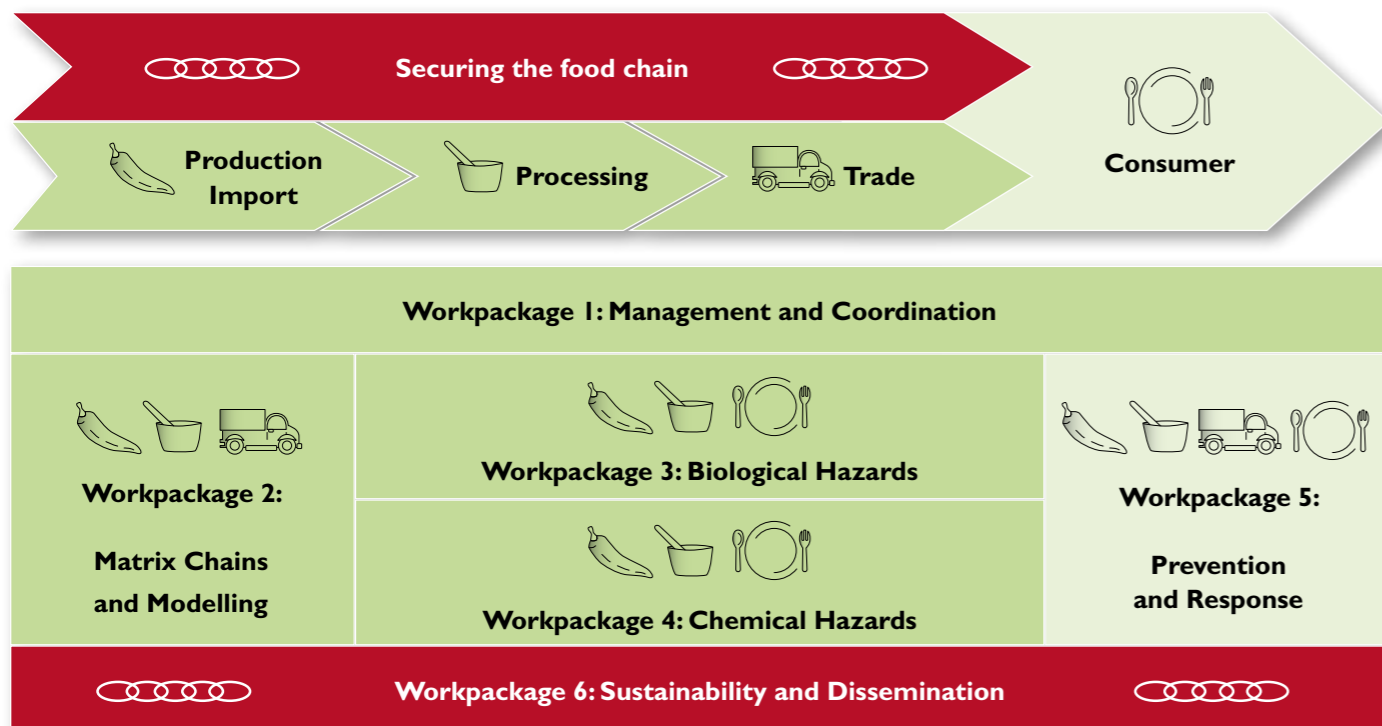 Securing the food chain
Production
Import
Processing
Trade
Consumer
Workpackage 1: Management and Coordination
Workpackage 2:
Matrix Chains
and Modelling
Workpackage 3: Biological Hazards
Workpackage 4: Chemical Hazards
Workpackage 5:
Prevention
and Response
Workpackage 6: Sustainability and Dissemination